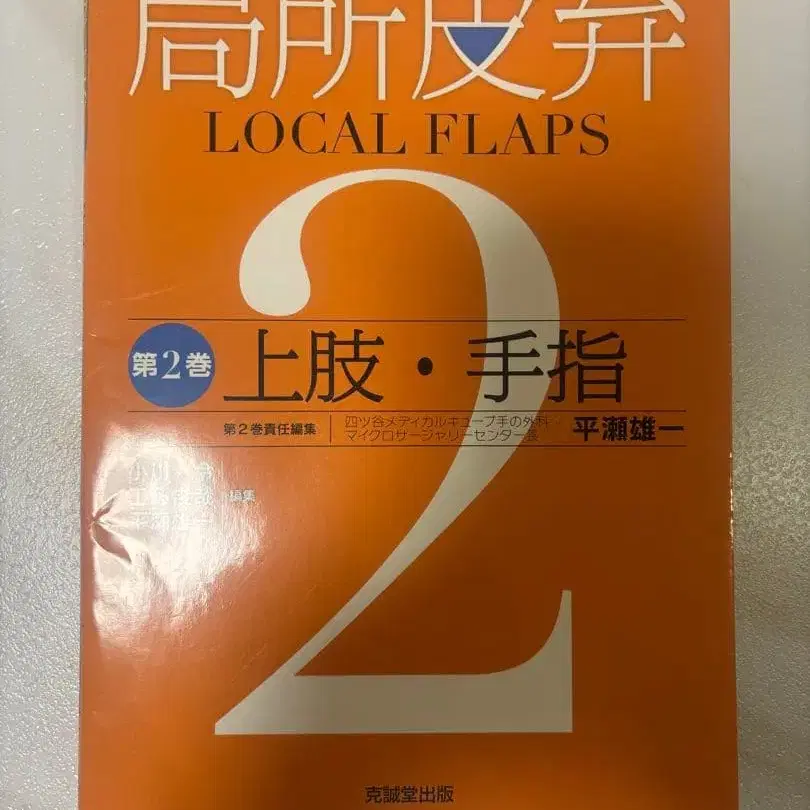 局所皮弁
LOCAL FLAPS
2
第2巻 上肢・手指
第2巻責任編集 四ツ谷メディカルキューブ手の外科・
マイクロサージャリーセンター長 平瀬雄一
編集
克誠堂出版